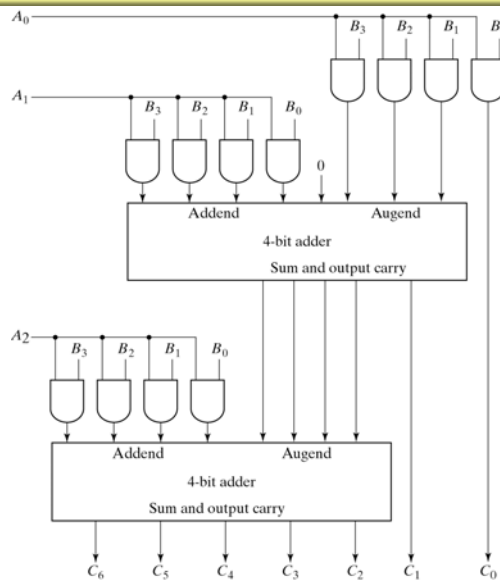 A₀
B₃ B₂ B₁ B
A₁
B₃ B₂ B₁ B₀
0
Addend Augend
4-bit adder
Sum and output carry
A2
B₃ B₂ B₁ B₀
Addend Augend
4-bit adder
Sum and output carry
C₆ C₅ C₄ C₃ C₂ C₁ C₀